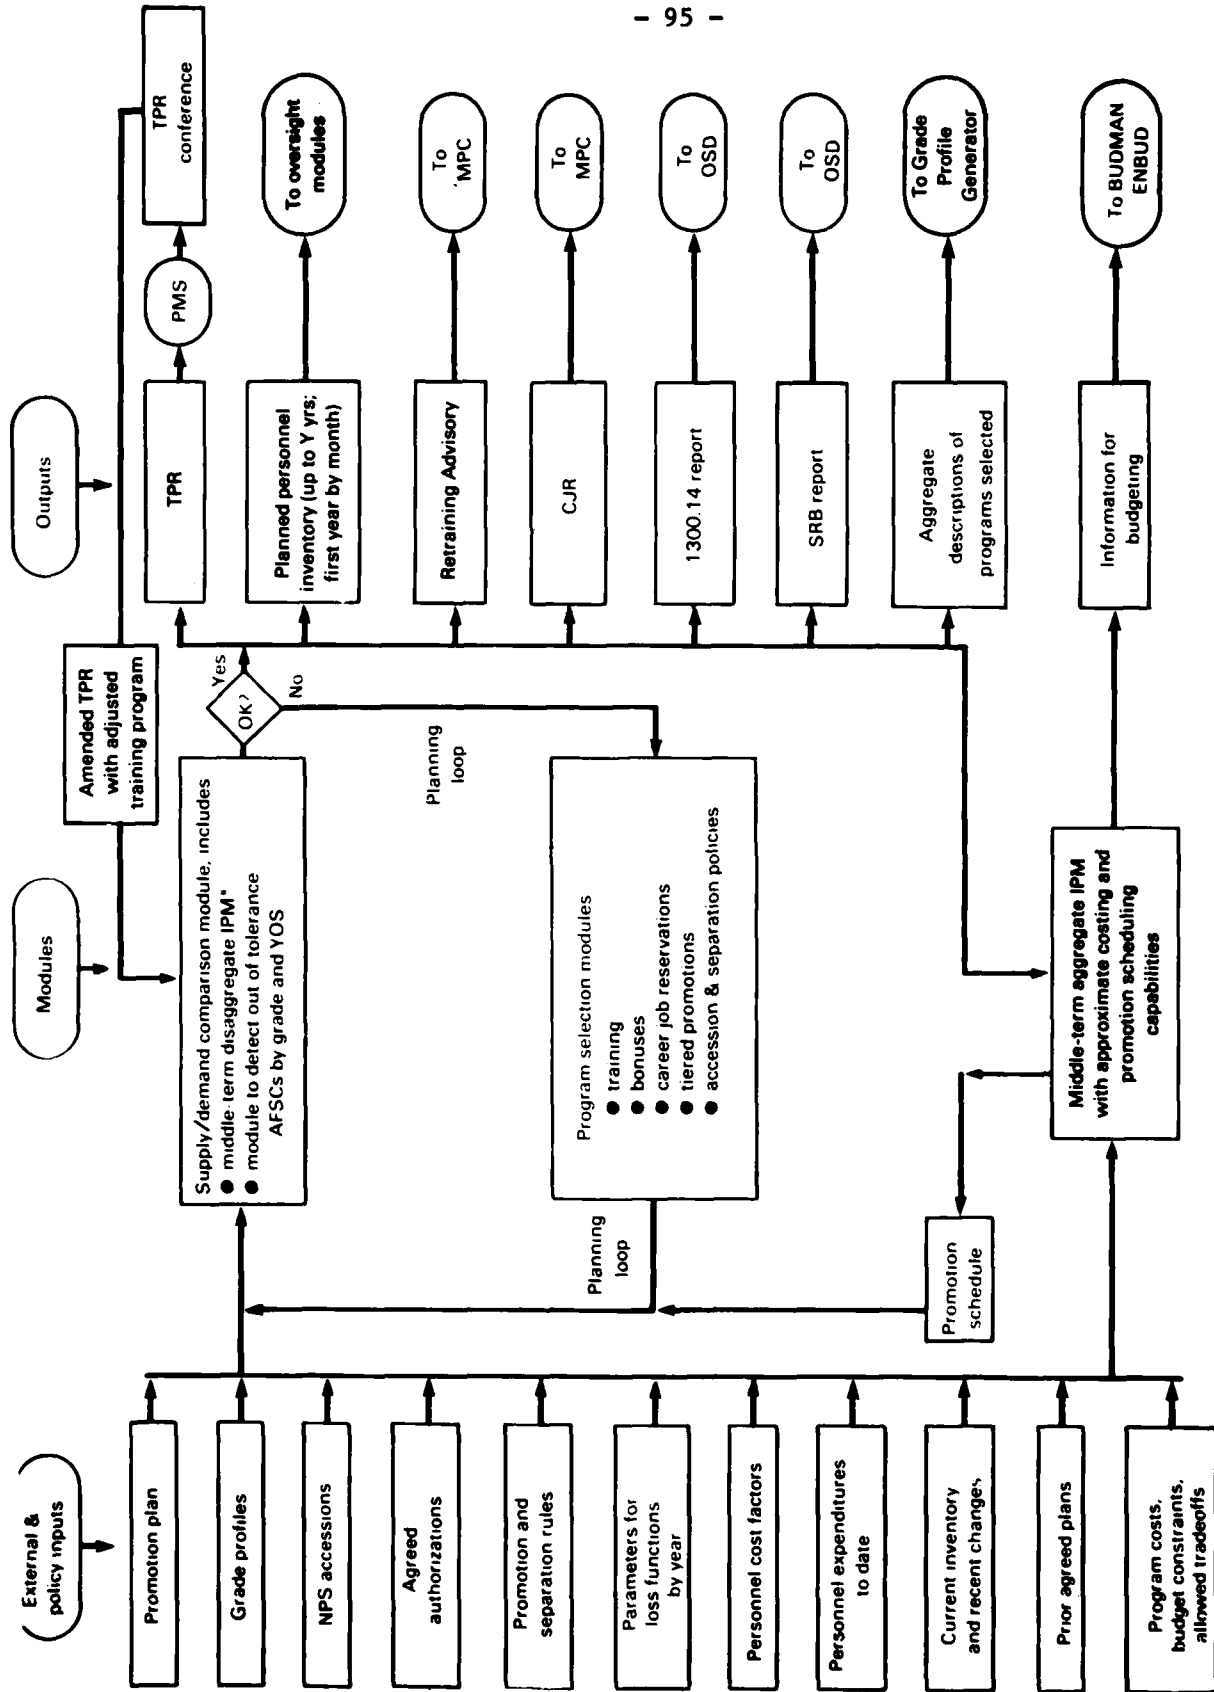 - 95 -
External &
policy inputs
Promotion plan
Grade profiles
NPS accessions
Agreed
authorizations
Promotion and
separation rules
Parameters for
loss functions
by year
Personnel cost factors
Personnel expenditures
to date
Current inventory
and recent changes
Prior agreed plans
Program costs,
budget constraints,
allowed tradeoffs
Modules
Amended TPR
with adjusted
training program
Supply/demand comparison module, includes
● middle-term disaggregate IPM*
● module to detect out of tolerance
AFSCs by grade and YOS
OK?
Yes
No
Planning
loop
Program selection modules
● training
● bonuses
● career job reservations
● tiered promotions
● accession & separation policies
Planning
loop
Promotion
schedule
Middle-term aggregate IPM
with approximate costing and
promotion scheduling
capabilities
Outputs
TPR
PMS
TPR
conference
Planned personnel
inventory (up to Y yrs;
first year by month)
To oversight
modules
Retraining Advisory
To
'MPC
CJR
To
MPC
1300.14 report
To
OSD
SRB report
To
OSD
Aggregate
descriptions of
programs selected
To Grade
Profile
Generator
Information for
budgeting
To BUDMAN
ENBUD